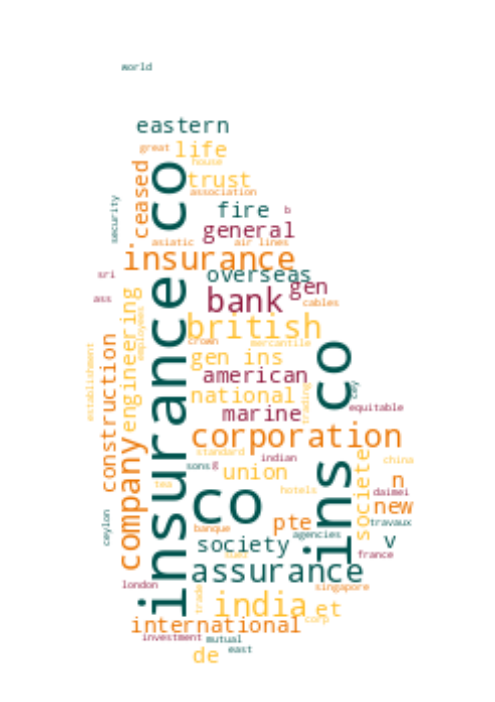 world
eastern
great life
house
ceased trust
association
security
fire b
general
asiatic air lines
insurance
sri overseas
gen
ass bank
cables
insurance co
engineering
employees
british
crown mercantile
gen ins
construction
establishment
american
national
trading
cey
marine
equitable
ins co
corporation
company
standard indian china
sons g union
societe
n
tea hotels daimei
co new
ceylon
banque pte travaux
agencies v
society
sued france
assurance
london singapore
trade
india et
corp
international
investment mutual
east
de